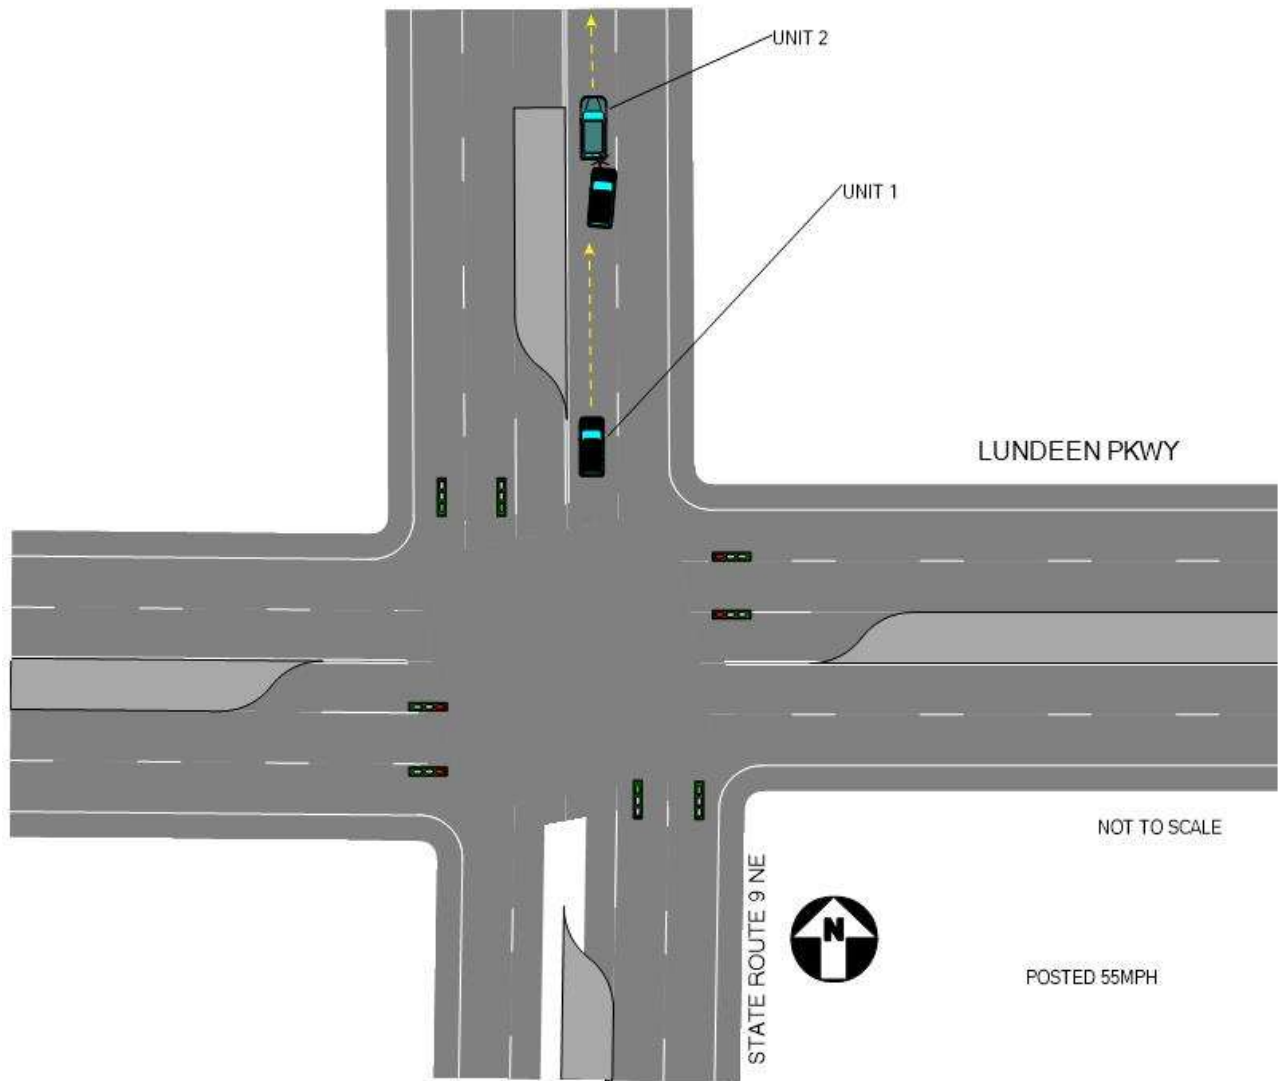 UNIT 2
UNIT 1
LUNDEEN PKWY
NOT TO SCALE
STATE ROUTE 9 NE
N
POSTED 55MPH